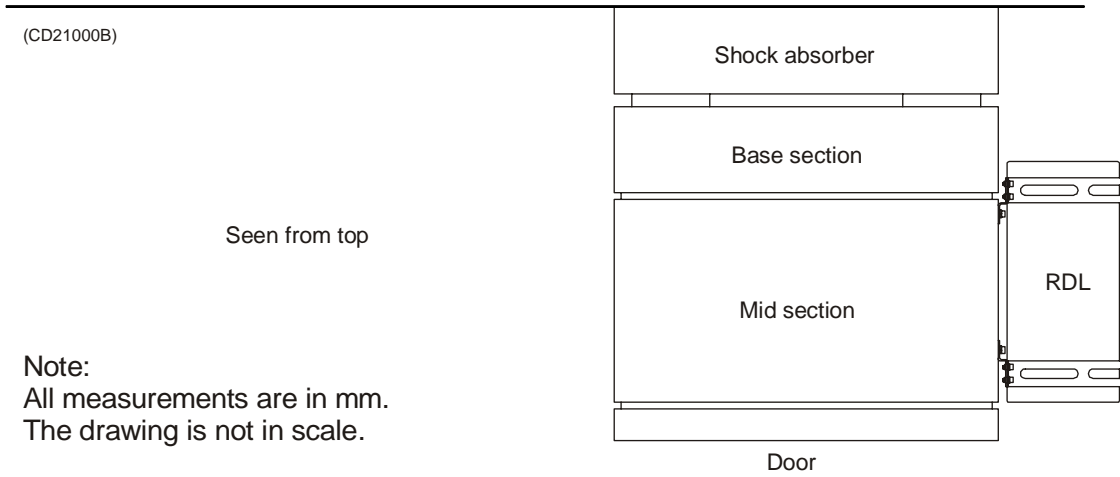 (CD21000B)
Shock absorber
Base section
Seen from top
RDL
Mid section
Note:
All measurements are in mm.
The drawing is not in scale.
Door